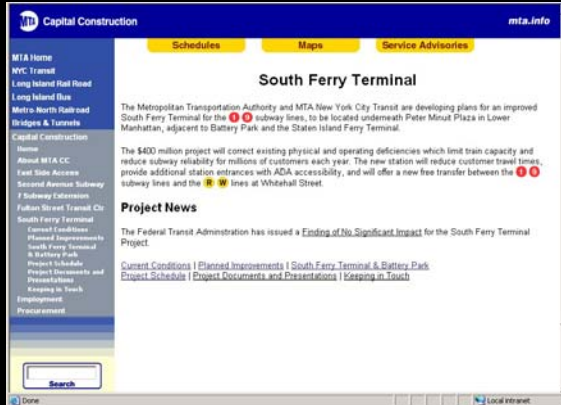 MTA Capital Construction
mta.info
Schedules
Maps
Service Advisories
MTA Home
NYC Transit
Long Island Rail Road
Long Island Bus
Metro-North Railroad
Bridges & Tunnels
Capital Construction
Home
About MTA CC
East Side Access
Second Avenue Subway
7 Subway Extension
Fulton Street Transit Ctr
South Ferry Terminal
Current Conditions
Planned Improvements
South Ferry Terminal
& Battery Park
Project Schedule
Project Documents and
Presentations
Keeping in Touch
Employment
Procurement
Search
South Ferry Terminal
The Metropolitan Transportation Authority and MTA New York City Transit are developing plans for an improved
South Ferry Terminal for the 1 9 subway lines, to be located underneath Peter Minuit Plaza in Lower
Manhattan, adjacent to Battery Park and the Staten Island Ferry Terminal.
The $400 million project will correct existing physical and operating deficiencies which limit train capacity and
reduce subway reliability for millions of customers each year. The new station will reduce customer travel times,
provide additional station entrances with ADA accessibility, and will offer a new free transfer between the 1 9
subway lines and the R W lines at Whitehall Street.
Project News
The Federal Transit Adminstration has issued a Finding of No Significant Impact for the South Ferry Terminal
Project.
Current Conditions | Planned Improvements | South Ferry Terminal & Battery Park
Project Schedule | Project Documents and Presentations | Keeping in Touch
Done
Local intranet